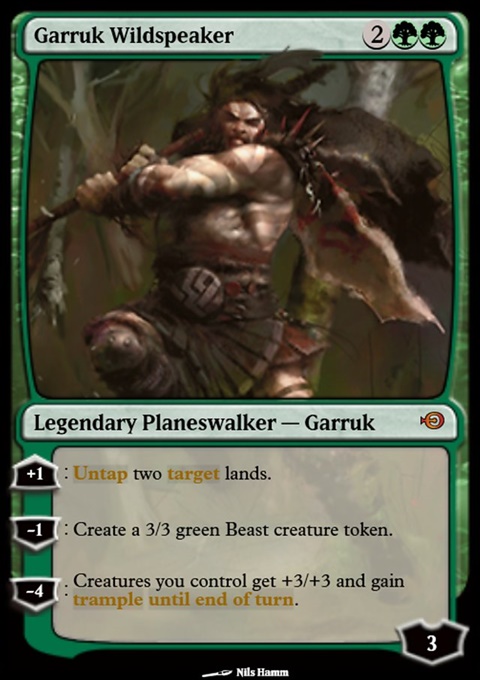 Garruk Wildspeaker 2
Legendary Planeswalker — Garruk
+1 : Untap two target lands.
-1 : Create a 3/3 green Beast creature token.
-4 : Creatures you control get +3/+3 and gain
trample until end of turn.
3
Nils Hamm